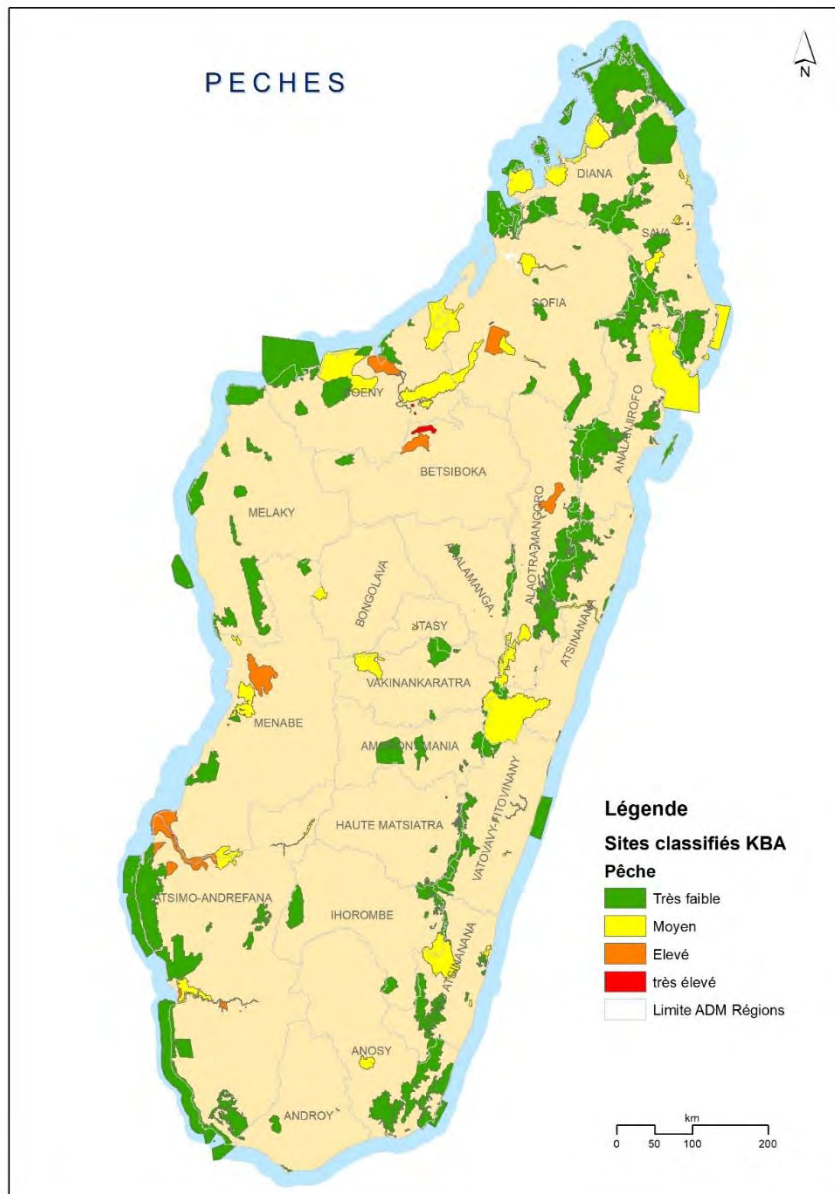 PECHES
N
DIANA
SAVA
SOFIA
BOENY
ANALANJIROFO
BETSIBOKA
MELAKY
ALAOTRA-MANGORO
BONGOLAVA
ANALAMANGA
ITASY
ATSINANANA
VAKINANKARATRA
MENABE
AMORON'MANIA
VATOVAVY-FITOVINANY
HAUTE MATSIATRA
ATSIMO-ANDREFANA
IHOROMBE
ATSINANANA
ANOSY
ANDROY
Légende
Sites classifiés KBA
Pêche
Très faible
Moyen
Elevé
très élevé
Limite ADM Régions
km
0 50 100 200